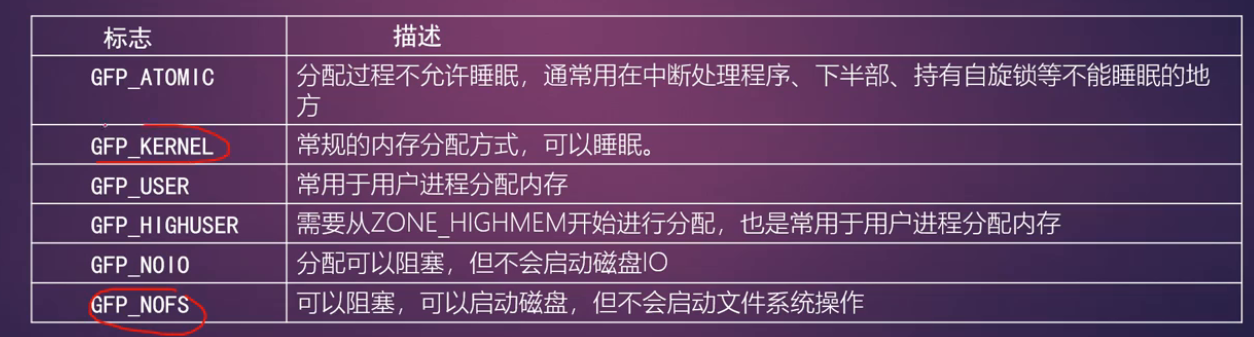 标志 描述
GFP_ATOMIC 分配过程不允许睡眠，通常用在中断处理程序、下半部、持有自旋锁等不能睡眠的地
方
GFP_KERNEL 常规的内存分配方式，可以睡眠。
GFP_USER 常用于用户进程分配内存
GFP_HIGHUSER 需要从ZONE_HIGHMEM开始进行分配，也是常用于用户进程分配内存
GFP_NOIO 分配可以阻塞，但不会启动磁盘IO
GFP_NOFS 可以阻塞，可以启动磁盘，但不会启动文件系统操作